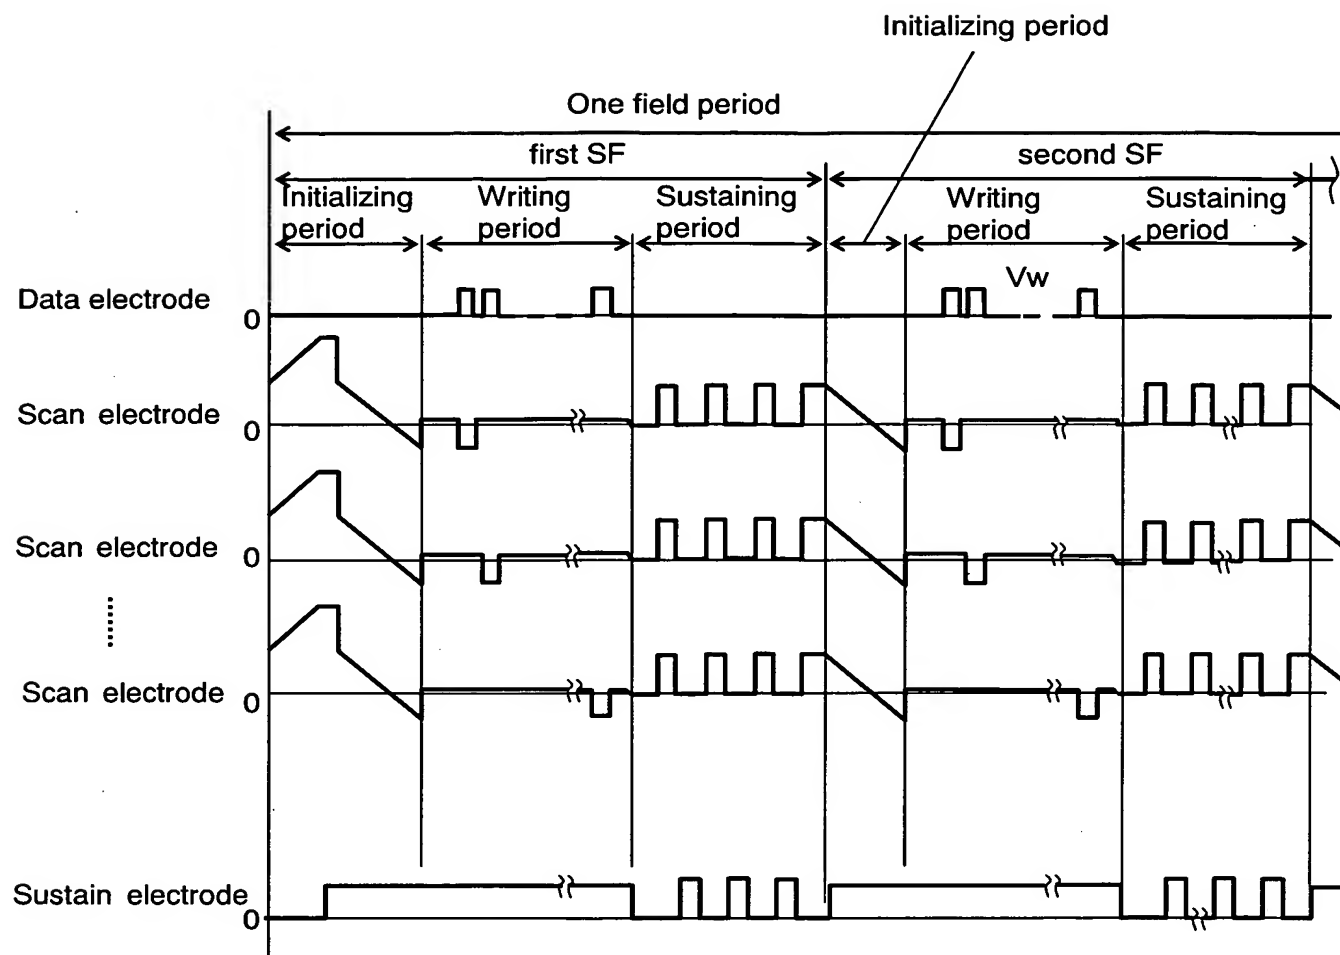 Initializing period
One field period
first SF
second SF
Initializing
period
Writing
period
Sustaining
period
Writing
period
Sustaining
period
Data electrode
0
Vw
Scan electrode
0
Scan electrode
0
Scan electrode
0
Sustain electrode
0